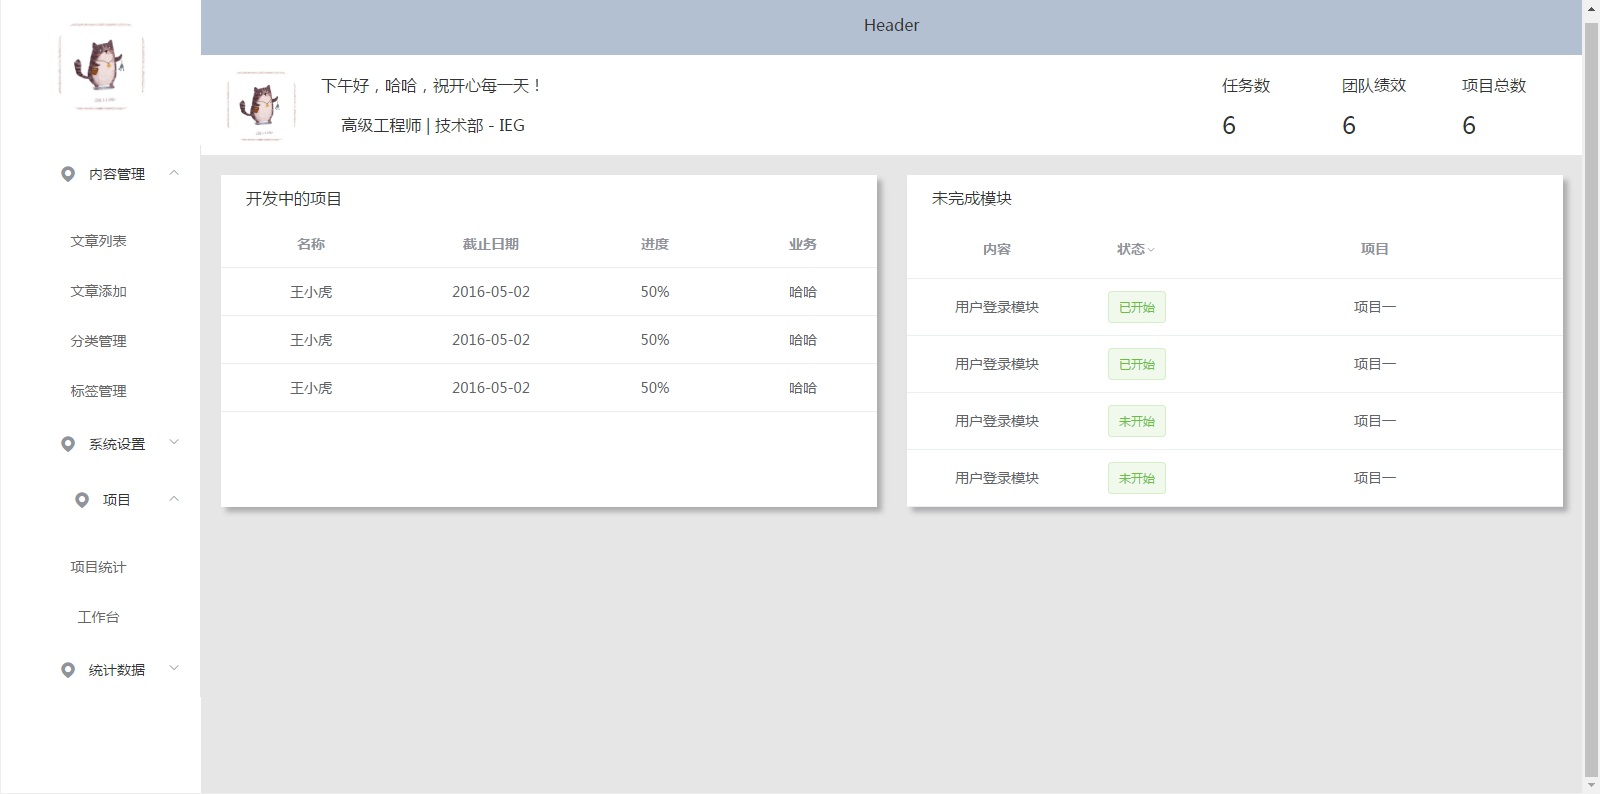 Header
下午好，哈哈，祝开心每一天！
高级工程师 | 技术部 - IEG
任务数 团队绩效 项目总数
6 6 6
内容管理
文章列表
文章添加
分类管理
标签管理
系统设置
项目
项目统计
工作台
统计数据
开发中的项目
名称 截止日期 进度 业务
王小虎 2016-05-02 50% 哈哈
王小虎 2016-05-02 50% 哈哈
王小虎 2016-05-02 50% 哈哈
未完成模块
内容 状态 项目
用户登录模块 已开始 项目一
用户登录模块 已开始 项目一
用户登录模块 未开始 项目一
用户登录模块 未开始 项目一